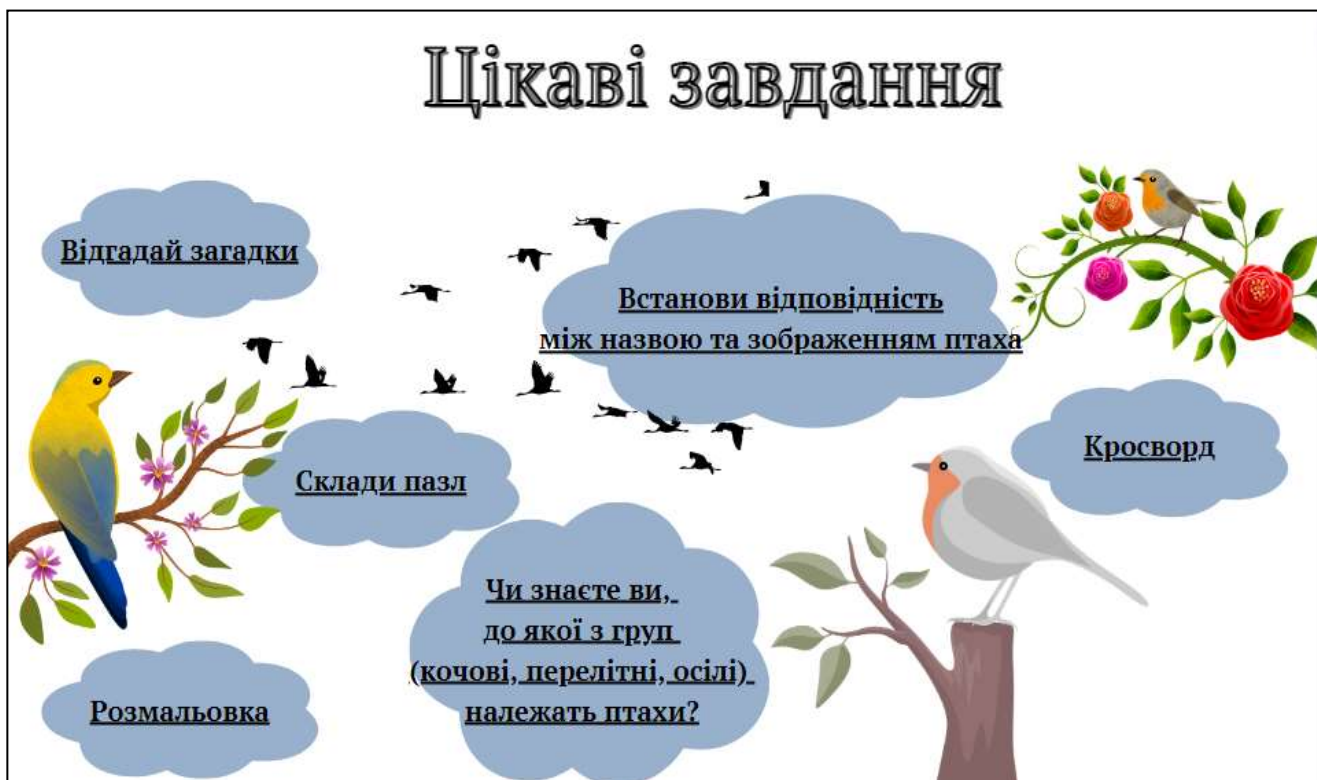 Цікаві завдання
Відгадай загадки
Встанови відповідність
між назвою та зображенням птаха
Кросворд
Склади пазл
Чи знаєте ви,
до якої з груп
(кочові, перелітні, осілі)
належать птахи?
Розмальовка